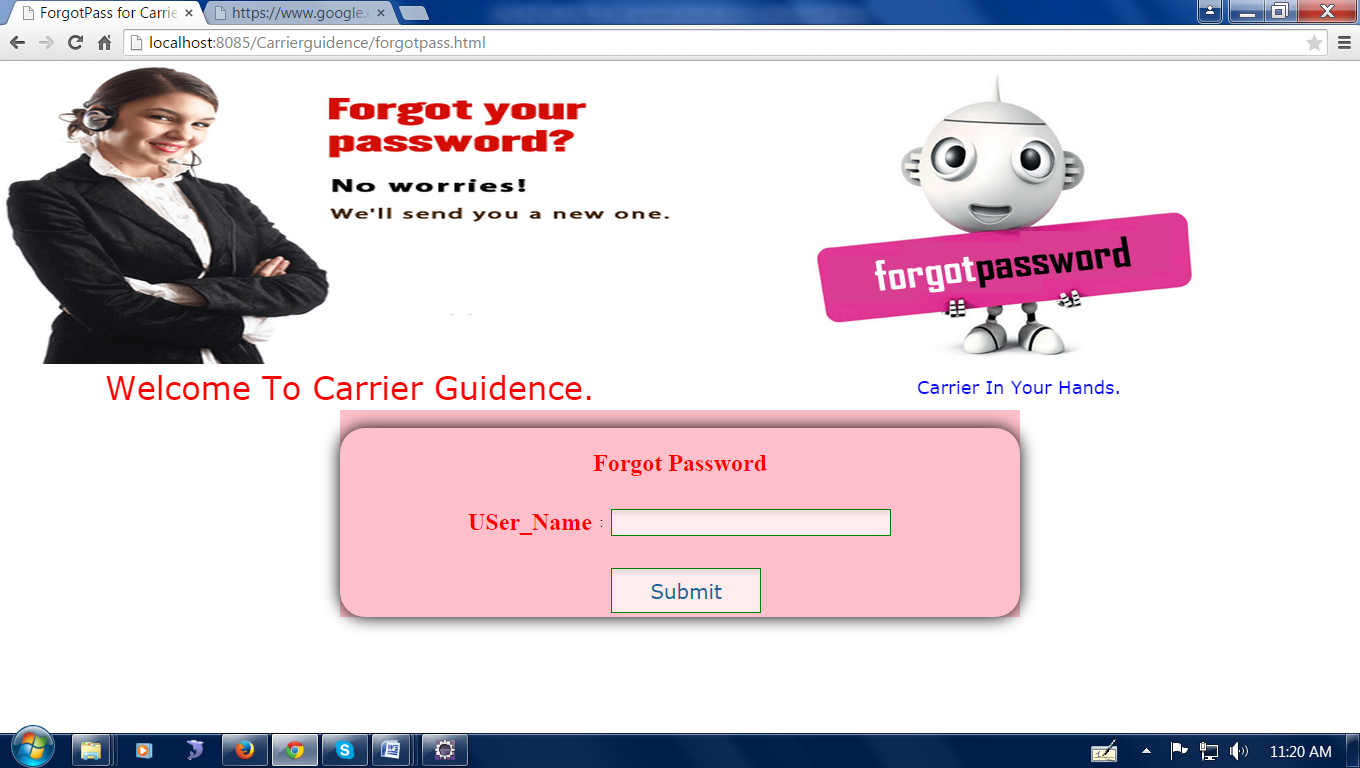 ForgotPass for Carrie
https://www.google.
localhost:8085/Carrierguidence/forgotpass.html
Forgot your
password?
No worries!
We'll send you a new one.
forgotpassword
Welcome To Carrier Guidence.
Carrier In Your Hands.
Forgot Password
USer_Name :
Submit
11:20 AM